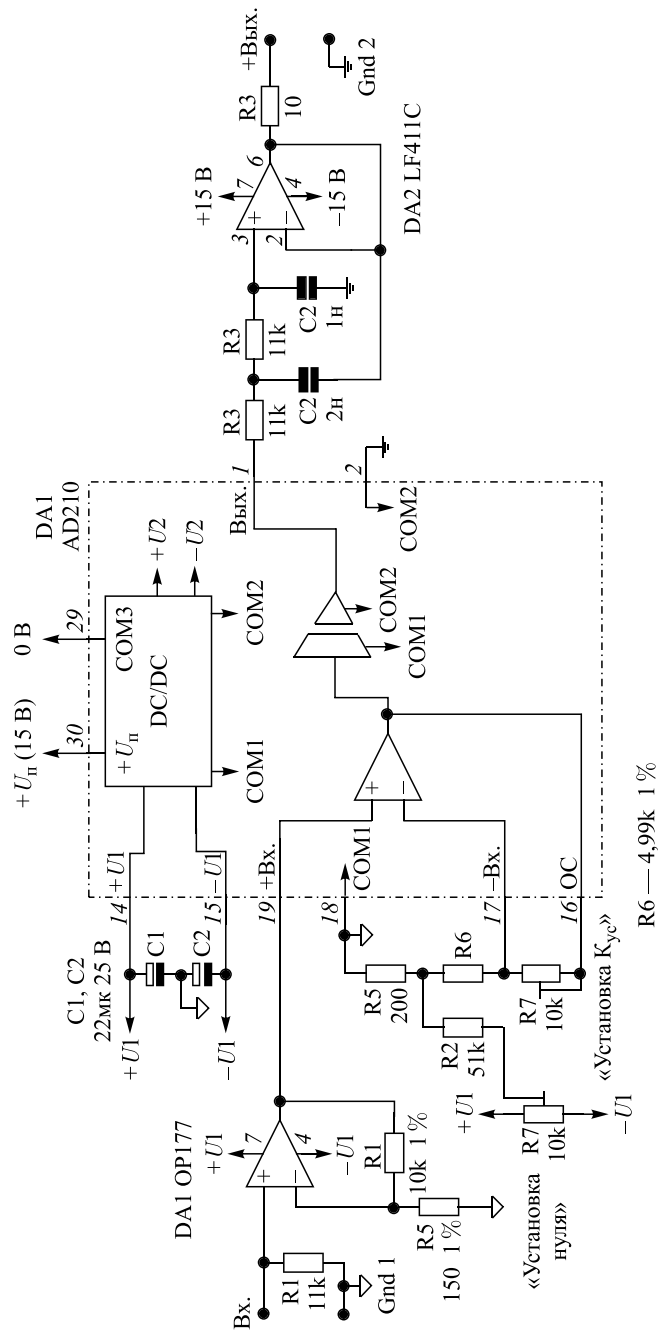 Вх.
R1
11k
Gnd 1
DA1 OP177
+U1
7
4
–U1
+
–
R1
10k 1 %
R5
150 1 %
«Установка
нуля»
+U1
R7
10k
–U1
C1, C2
22мк 25 В
+U1
–U1
C1
C2
14
+U1
15
–U1
19
+Вх.
18
COM1
17
–Вх.
16
ОС
R5
200
R6
R2
51k
R7
10k
«Установка Kус»
R6 — 4,99k 1 %
+Uп (15 В)
30
0 В
29
DA1
AD210
+Uп
COM3
DC/DC
+U2
–U2
COM1
COM2
+
–
COM1
COM2
Вых.
1
2
COM2
R3
11k
R3
11k
C2
2н
C2
1н
+15 В
3
2
7
4
6
+
–
–15 В
DA2 LF411C
R3
10
+Вых.
Gnd 2